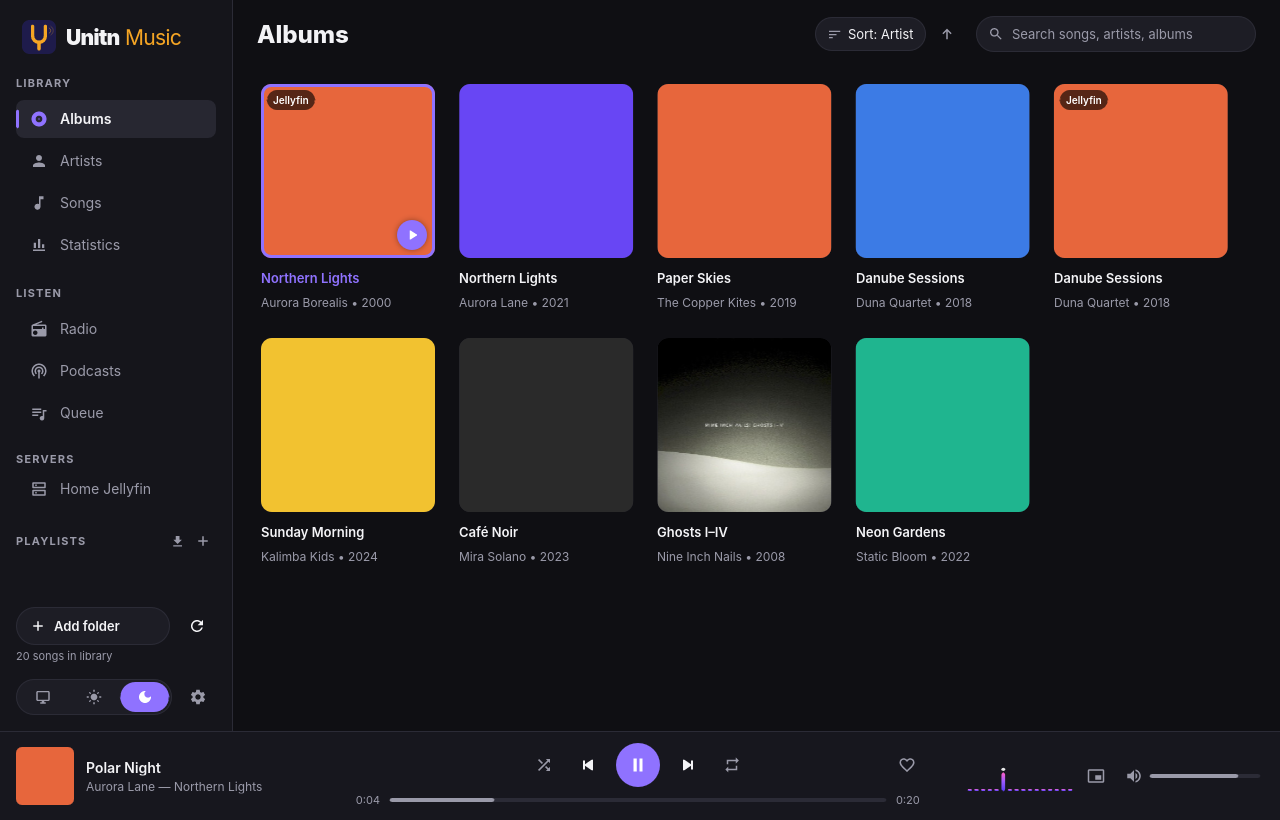 Unitn Music
LIBRARY
Albums
Artists
Songs
Statistics
LISTEN
Radio
Podcasts
Queue
SERVERS
Home Jellyfin
PLAYLISTS
Add folder
20 songs in library
Albums
Sort: Artist
Search songs, artists, albums
Jellyfin
Northern Lights
Aurora Borealis • 2000
Northern Lights
Aurora Lane • 2021
Paper Skies
The Copper Kites • 2019
Danube Sessions
Duna Quartet • 2018
Jellyfin
Danube Sessions
Duna Quartet • 2018
Sunday Morning
Kalimba Kids • 2024
Café Noir
Mira Solano • 2023
Ghosts I–IV
Nine Inch Nails • 2008
Neon Gardens
Static Bloom • 2022
Polar Night
Aurora Lane — Northern Lights
0:04
0:20